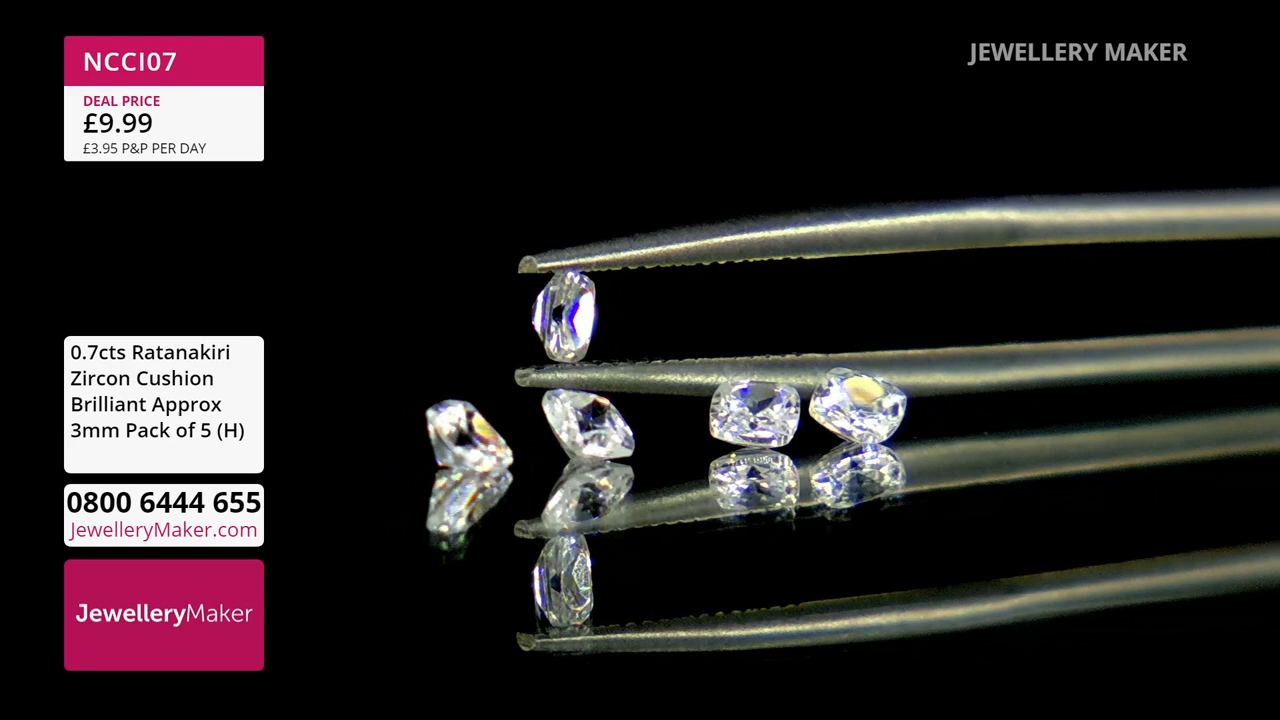 NCCI07
DEAL PRICE
£9.99
£3.95 P&P PER DAY
JEWELLERY MAKER
0.7cts Ratanakiri
Zircon Cushion
Brilliant Approx
3mm Pack of 5 (H)
0800 6444 655
JewelleryMaker.com
JewelleryMaker